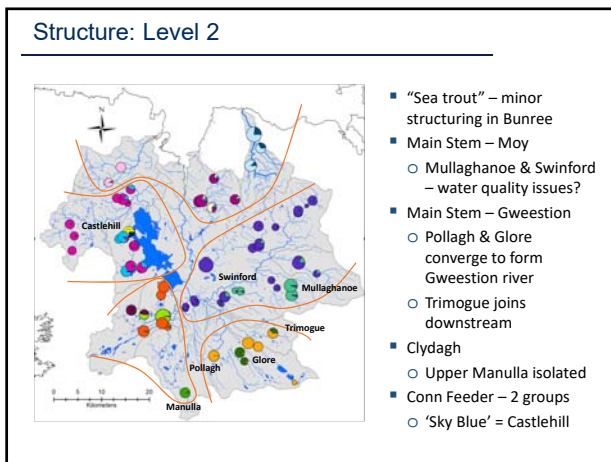 Structure: Level 2
N
Castlehill
Swinford
Mullaghanoe
Trimogue
Pollagh
Glore
Manulla
0 5 10 20
Kilometers
▪ “Sea trout” – minor
structuring in Bunree
▪ Main Stem – Moy
o Mullaghanoe & Swinford
– water quality issues?
▪ Main Stem – Gweestion
o Pollagh & Glore
converge to form
Gweestion river
o Trimogue joins
downstream
▪ Clydagh
o Upper Manulla isolated
▪ Conn Feeder – 2 groups
o ‘Sky Blue’ = Castlehill